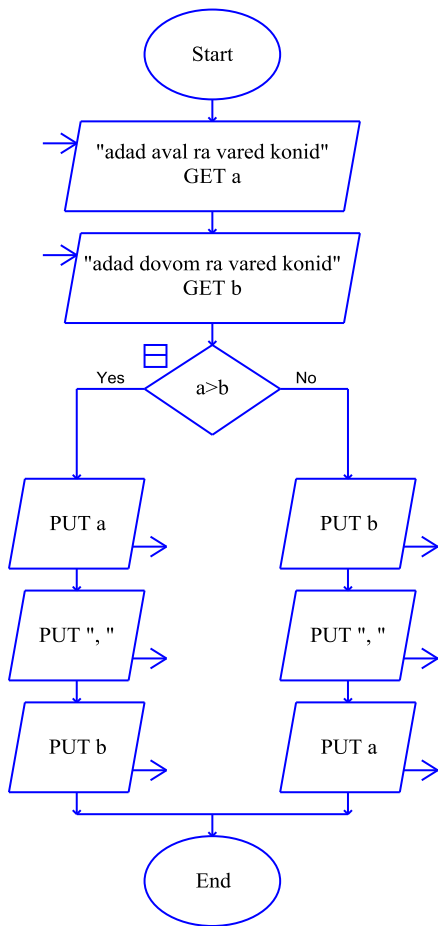 Start
"adad aval ra vared konid"
GET a
"adad dovom ra vared konid"
GET b
a>b
Yes
No
PUT a
PUT ", "
PUT b
PUT b
PUT ", "
PUT a
End